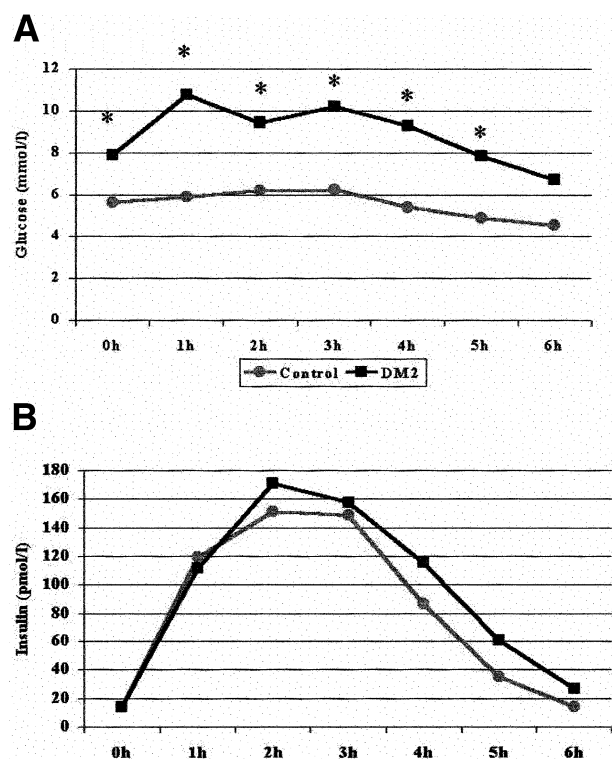 A
* * * * * *
Glucose (mmol/l)
12
10
8
6
4
2
0
0h 1h 2h 3h 4h 5h 6h
Control DM2
B
Insulin (pmol/l)
180
160
140
120
100
80
60
40
20
0
0h 1h 2h 3h 4h 5h 6h